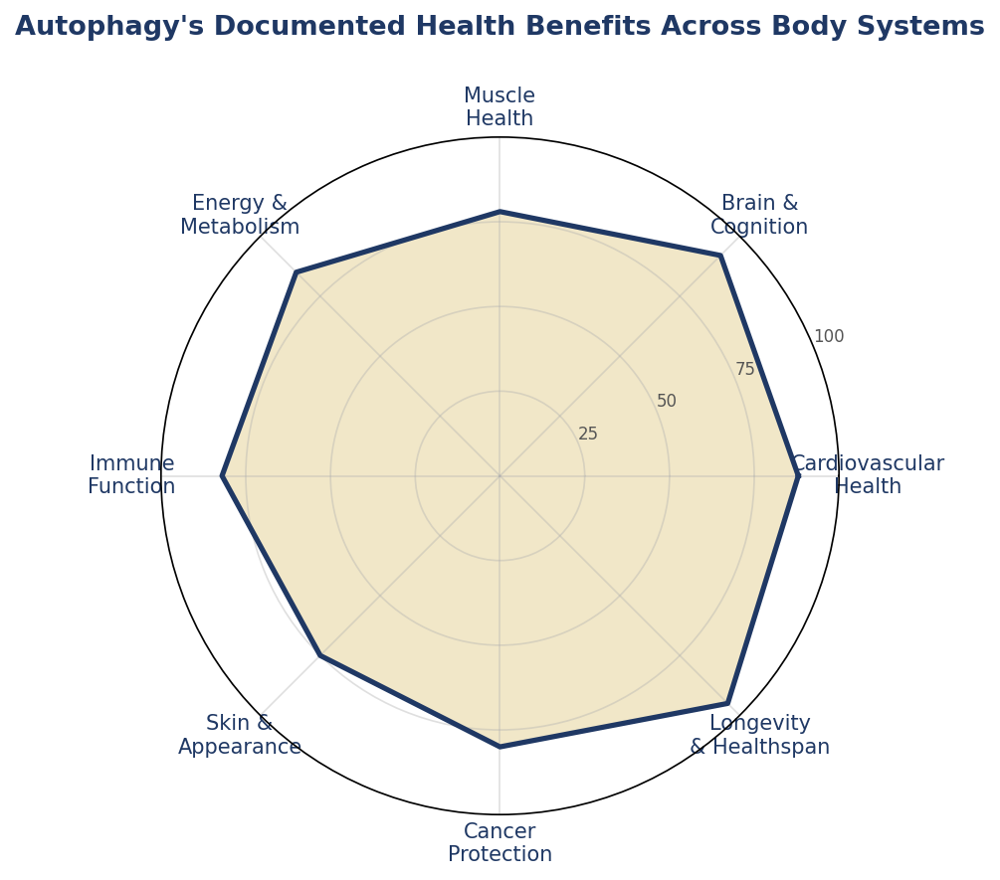 Autophagy's Documented Health Benefits Across Body Systems
Muscle
Health
Energy &
Metabolism
Brain &
Cognition
100
75
50
25
Immune
Function
Cardiovascular
Health
Skin &
Appearance
Longevity
& Healthspan
Cancer
Protection